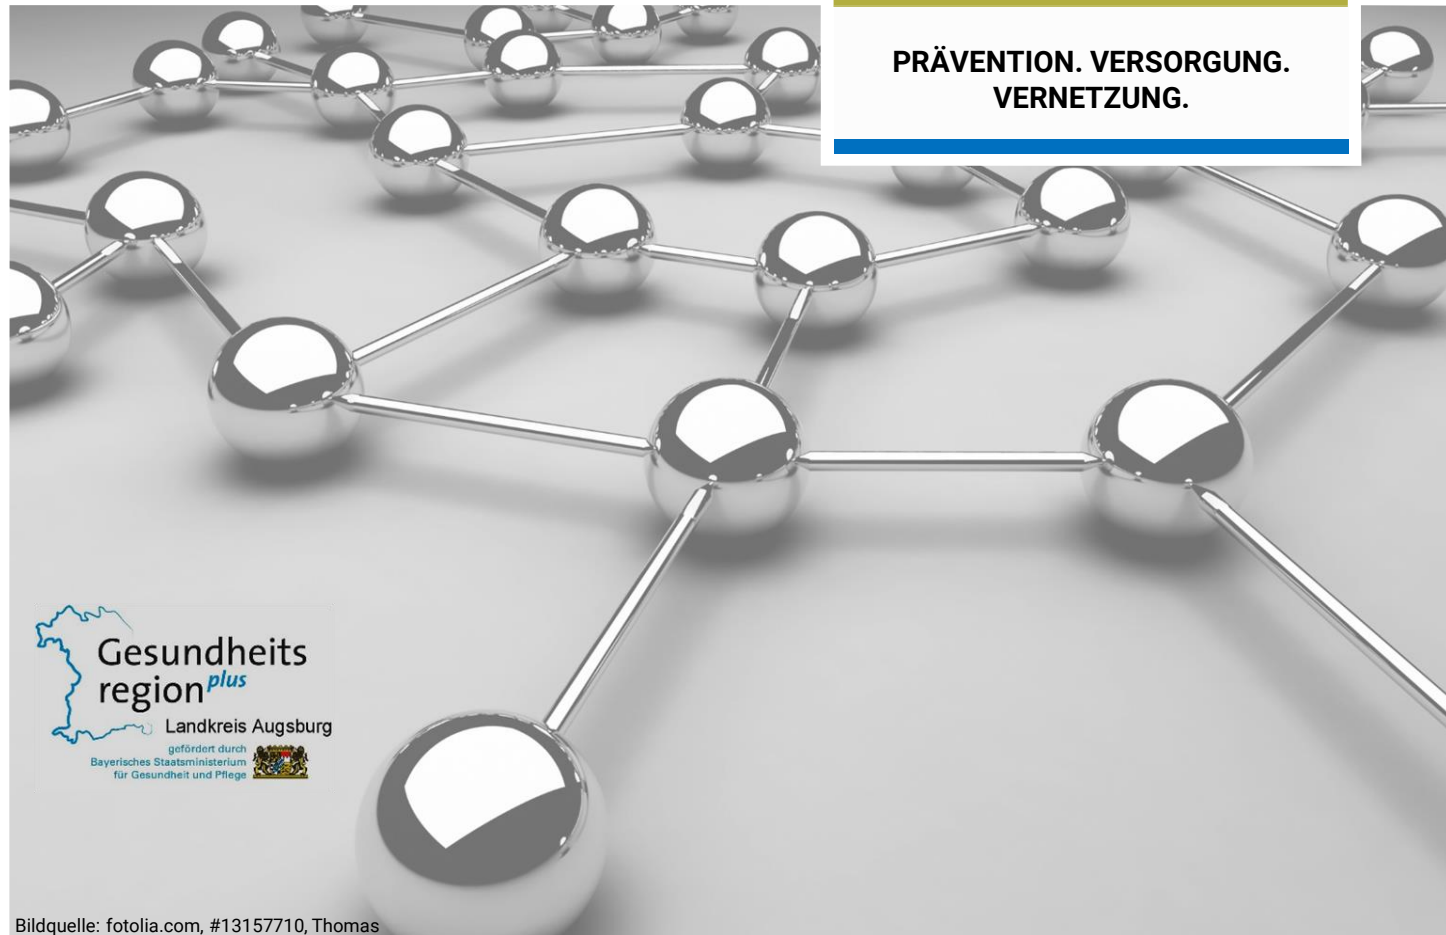 PRÄVENTION. VERSORGUNG.
VERNETZUNG.
Gesundheits
region plus
Landkreis Augsburg
gefördert durch
Bayerisches Staatsministerium
für Gesundheit und Pflege
Bildquelle: fotolia.com, #13157710, Thomas